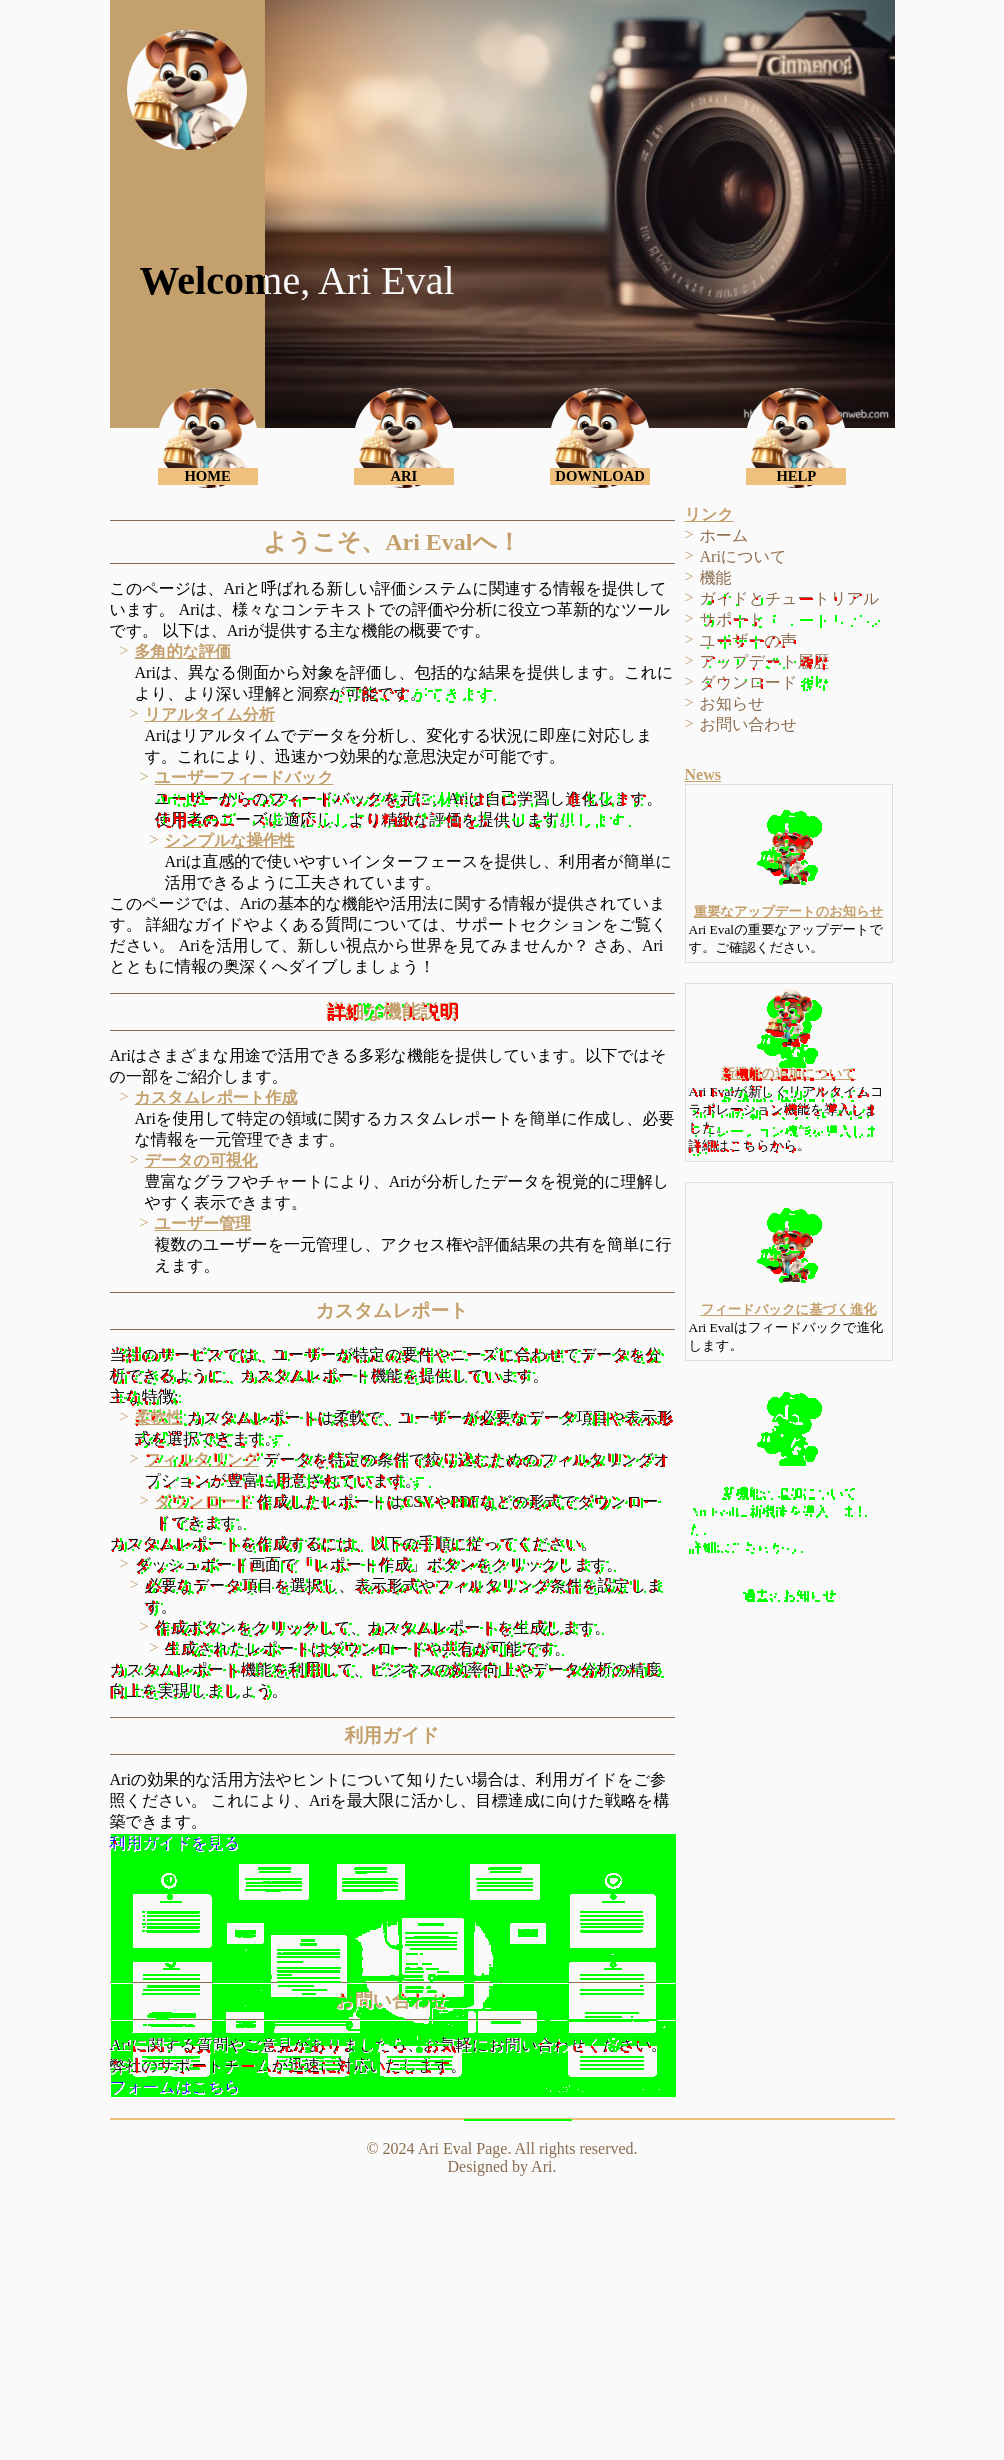 Cinnamon
Welcome, Ari Eval
HOME
ARI
DOWNLOAD
HELP
ようこそ、Ari Evalへ！
このページは、Ariと呼ばれる新しい評価システムに関連する情報を提供して
います。 Ariは、様々なコンテキストでの評価や分析に役立つ革新的なツール
です。 以下は、Ariが提供する主な機能の概要です。
> 多角的な評価
Ariは、異なる側面から対象を評価し、包括的な結果を提供します。これに
より、より深い理解と洞察が可能です。
> リアルタイム分析
Ariはリアルタイムでデータを分析し、変化する状況に即座に対応しま
す。これにより、迅速かつ効果的な意思決定が可能です。
> ユーザーフィードバック
ユーザーからのフィードバックを元に、Ariは自己学習し進化します。
使用者のニーズに適応し、より精緻な評価を提供します。
> シンプルな操作性
Ariは直感的で使いやすいインターフェースを提供し、利用者が簡単に
活用できるように工夫されています。
このページでは、Ariの基本的な機能や活用法に関する情報が提供されていま
す。 詳細なガイドやよくある質問については、サポートセクションをご覧く
ださい。 Ariを活用して、新しい視点から世界を見てみませんか？ さあ、Ari
とともに情報の奥深くへダイブしましょう！
詳細な機能説明
Ariはさまざまな用途で活用できる多彩な機能を提供しています。以下ではそ
の一部をご紹介します。
> カスタムレポート作成
Ariを使用して特定の領域に関するカスタムレポートを簡単に作成し、必要
な情報を一元管理できます。
> データの可視化
豊富なグラフやチャートにより、Ariが分析したデータを視覚的に理解し
やすく表示できます。
> ユーザー管理
複数のユーザーを一元管理し、アクセス権や評価結果の共有を簡単に行
えます。
カスタムレポート
当社のサービスでは、ユーザーが特定の要件やニーズに合わせてデータを分
析できるように、カスタムレポート機能を提供しています。
主な特徴:
> 柔軟性 カスタムレポートは柔軟で、ユーザーが必要なデータ項目や表示形
式を選択できます。
> フィルタリング データを特定の条件で絞り込むためのフィルタリングオ
プションが豊富に用意されています。
> ダウンロード 作成したレポートはCSVやPDFなどの形式でダウンロー
ドできます。
カスタムレポートを作成するには、以下の手順に従ってください。
> ダッシュボード画面で「レポート作成」ボタンをクリックします。
> 必要なデータ項目を選択し、表示形式やフィルタリング条件を設定しま
す。
> 作成ボタンをクリックして、カスタムレポートを生成します。
> 生成されたレポートはダウンロードや共有が可能です。
カスタムレポート機能を利用して、ビジネスの効率向上やデータ分析の精度
向上を実現しましょう。
利用ガイド
Ariの効果的な活用方法やヒントについて知りたい場合は、利用ガイドをご参
照ください。 これにより、Ariを最大限に活かし、目標達成に向けた戦略を構
築できます。
利用ガイドを見る
お問い合わせ
Ariに関する質問やご意見がありましたら、お気軽にお問い合わせください。
弊社のサポートチームが迅速に対応いたします。
フォームはこちら
リンク
> ホーム
> Ariについて
> 機能
> ガイドとチュートリアル
> サポート
> ユーザーの声
> アップデート履歴
> ダウンロード
> お知らせ
> お問い合わせ
News
重要なアップデートのお知らせ
Ari Evalの重要なアップデートで
す。ご確認ください。
新機能の追加について
Ari Evalが新しくリアルタイムコ
ラボレーション機能を導入しま
した。
詳細はこちらから。
フィードバックに基づく進化
Ari Evalはフィードバックで進化
します。
過去のお知らせ
© 2024 Ari Eval Page. All rights reserved.
Designed by Ari.